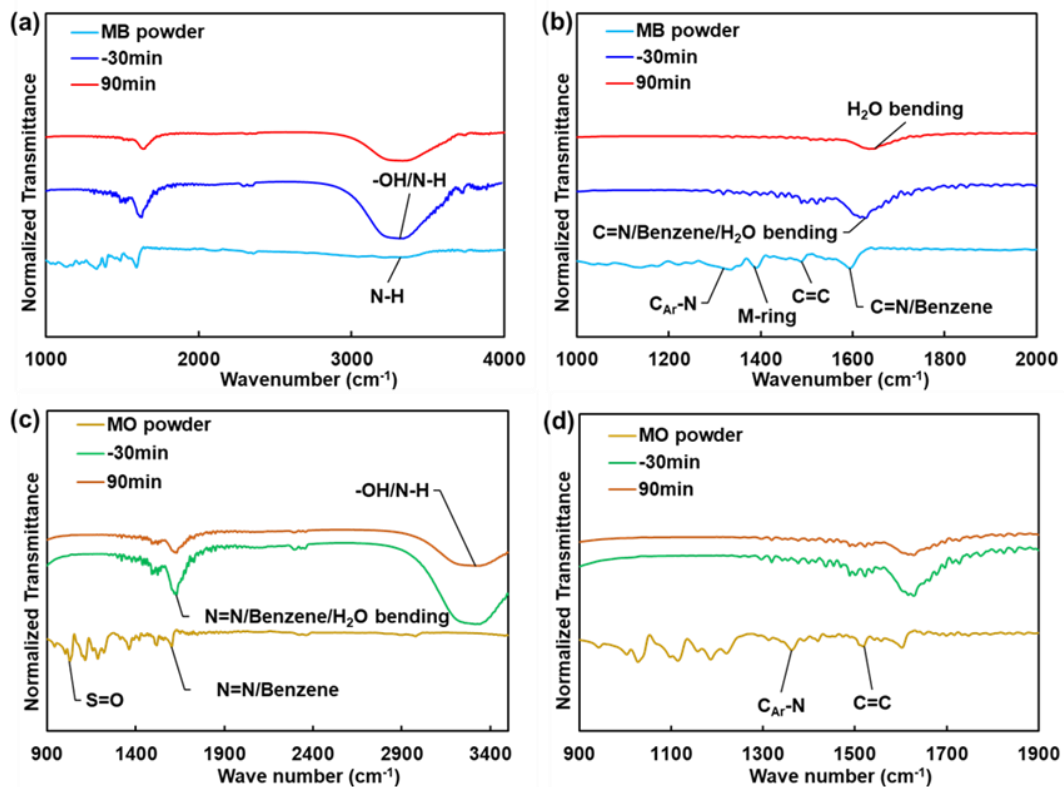 (a)
MB powder
-30min
90min
-OH/N-H
N-H
Normalized Transmittance
1000 2000 3000 4000
Wavenumber (cm⁻¹)
(b)
MB powder
-30min
90min
H₂O bending
C=N/Benzene/H₂O bending
C_Ar-N
M-ring
C=C
C=N/Benzene
Normalized Transmittance
1000 1200 1400 1600 1800 2000
Wavenumber (cm⁻¹)
(c)
MO powder
-30min
90min
-OH/N-H
N=N/Benzene/H₂O bending
S=O
N=N/Benzene
Normalized Transmittance
900 1400 1900 2400 2900 3400
Wave number (cm⁻¹)
(d)
MO powder
-30min
90min
C_Ar-N
C=C
Normalized Transmittance
900 1100 1300 1500 1700 1900
Wave number (cm⁻¹)